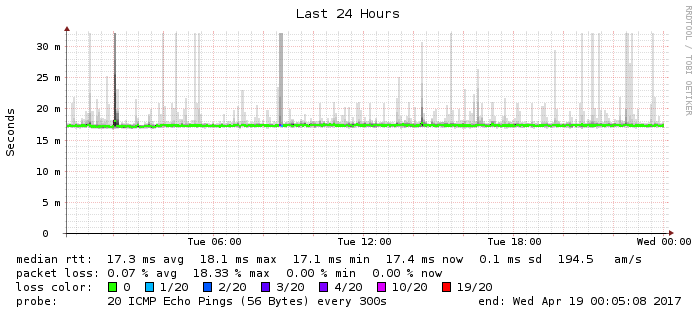 Last 24 Hours
RRDTOOL / TOBI OETIKER
Seconds
30 m
25 m
20 m
15 m
10 m
5 m
0
Tue 06:00 Tue 12:00 Tue 18:00 Wed 00:00
median rtt: 17.3 ms avg 18.1 ms max 17.1 ms min 17.4 ms now 0.1 ms sd 194.5 am/s
packet loss: 0.07 % avg 18.33 % max 0.00 % min 0.00 % now
loss color: 0 1/20 2/20 3/20 4/20 10/20 19/20
probe: 20 ICMP Echo Pings (56 Bytes) every 300s end: Wed Apr 19 00:05:08 2017